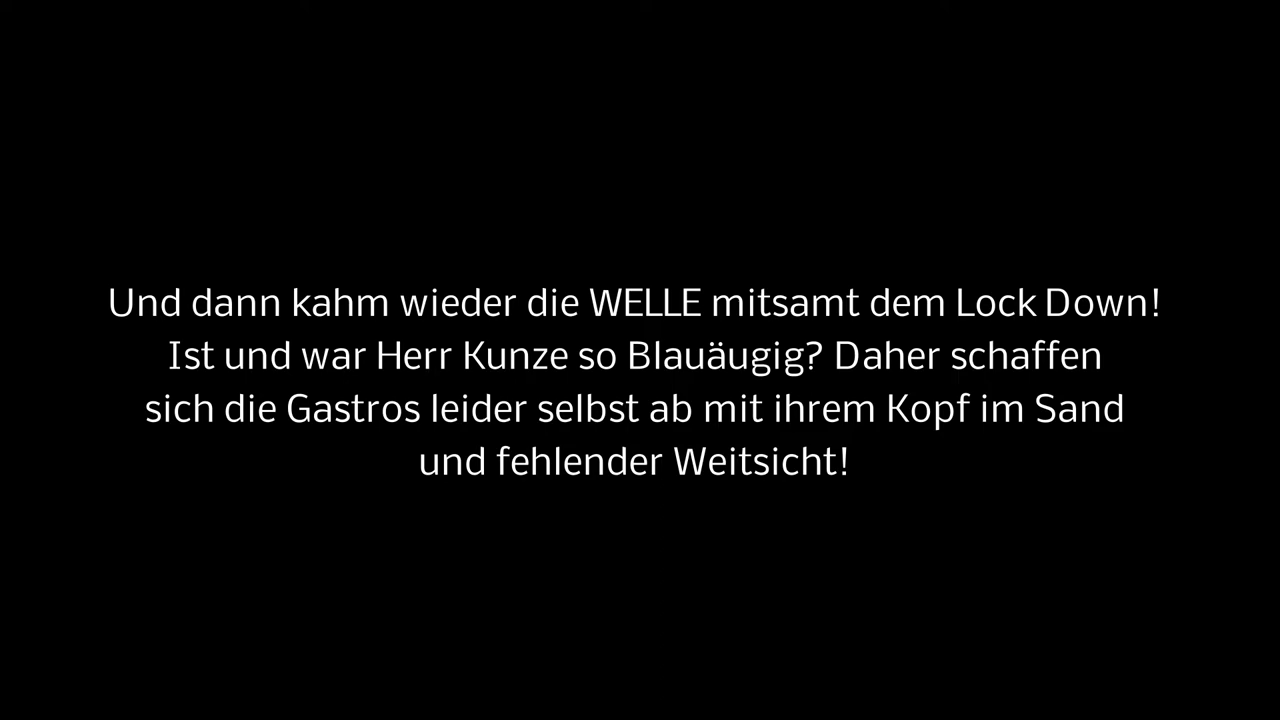 Und dann kahm wieder die WELLE mitsamt dem Lock Down!
Ist und war Herr Kunze so Blauäugig? Daher schaffen
sich die Gastros leider selbst ab mit ihrem Kopf im Sand
und fehlender Weitsicht!